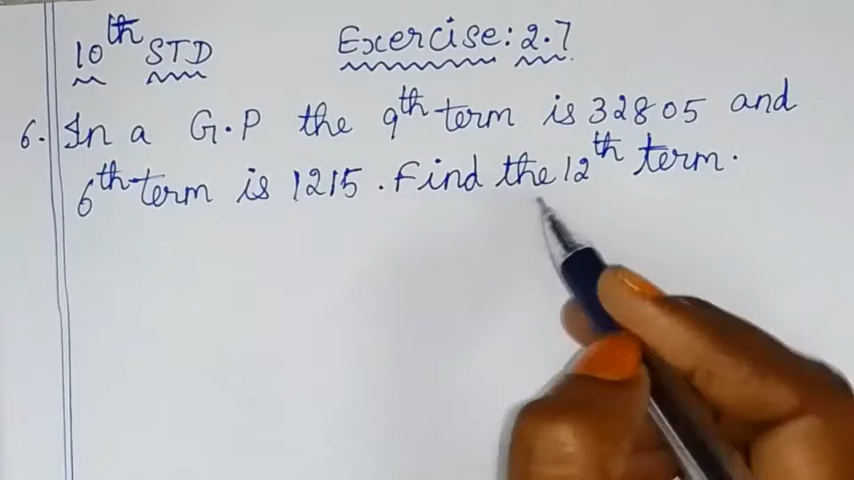 10th STD Exercise: 2.7
6. In a G.P the 9th term is 32805 and
6th term is 1215. Find the 12th term.